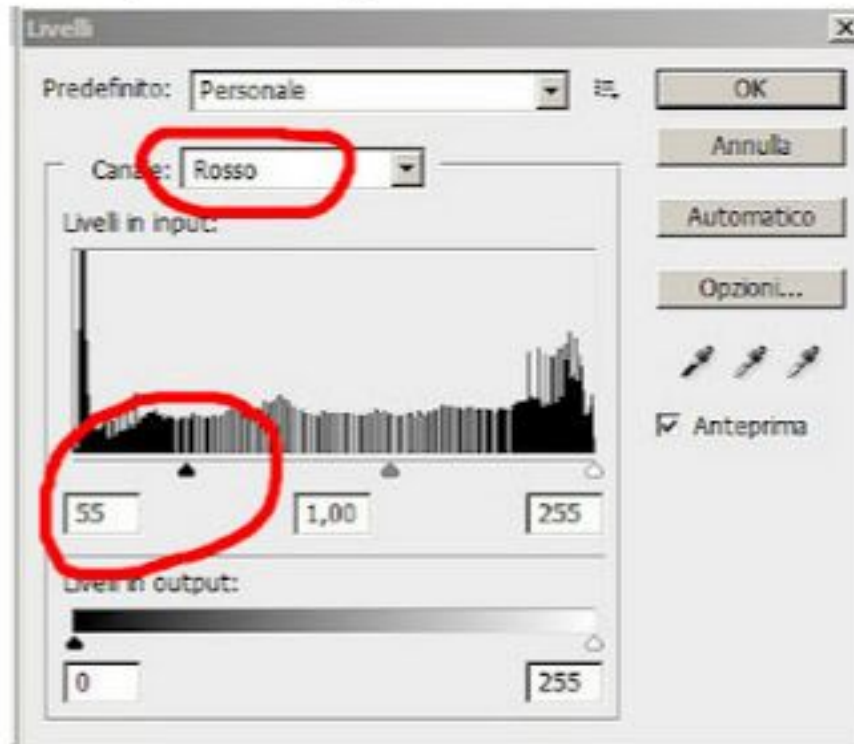 Livelli
Predefinito: Personale
OK
Canale: Rosso
Annulla
Livelli in input:
Automatico
Opzioni...
Anteprima
55 1,00 255
Livelli in output:
0 255